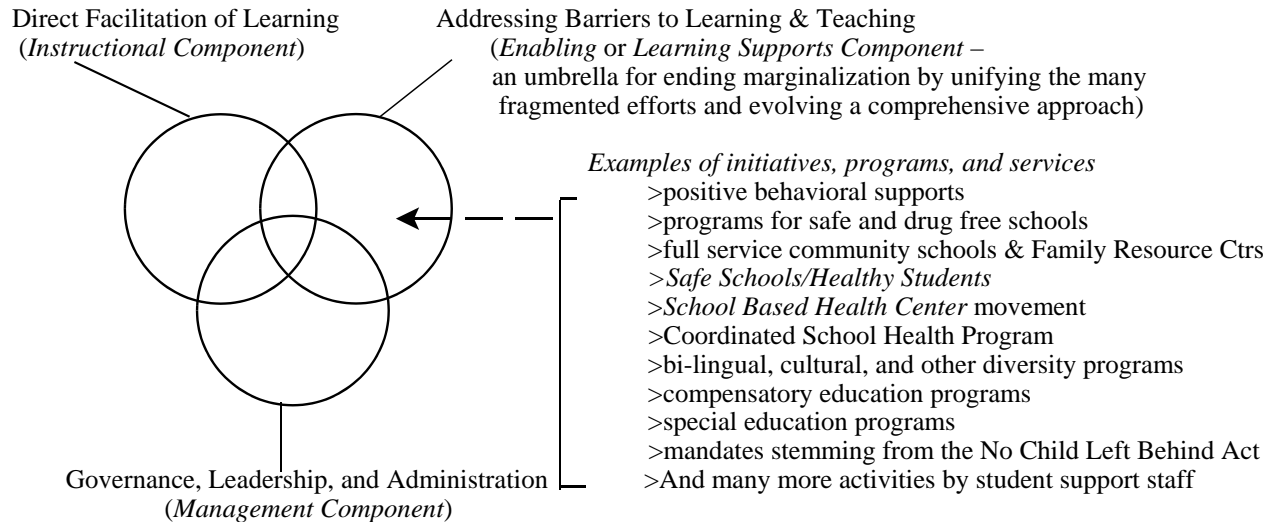 Direct Facilitation of Learning
(Instructional Component)
Addressing Barriers to Learning & Teaching
(Enabling or Learning Supports Component –
an umbrella for ending marginalization by unifying the many
fragmented efforts and evolving a comprehensive approach)
Examples of initiatives, programs, and services
>positive behavioral supports
>programs for safe and drug free schools
>full service community schools & Family Resource Ctrs
>Safe Schools/Healthy Students
>School Based Health Center movement
>Coordinated School Health Program
>bi-lingual, cultural, and other diversity programs
>compensatory education programs
>special education programs
>mandates stemming from the No Child Left Behind Act
>And many more activities by student support staff
Governance, Leadership, and Administration
(Management Component)